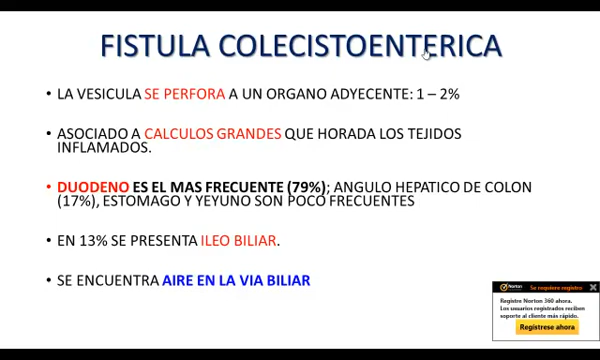 FISTULA COLECISTOENTERICA
• LA VESICULA SE PERFORA A UN ORGANO ADYECENTE: 1 – 2%
• ASOCIADO A CALCULOS GRANDES QUE HORADA LOS TEJIDOS
INFLAMADOS.
• DUODENO ES EL MAS FRECUENTE (79%); ANGULO HEPATICO DE COLON
(17%), ESTOMAGO Y YEYUNO SON POCO FRECUENTES
• EN 13% SE PRESENTA ILEO BILIAR.
• SE ENCUENTRA AIRE EN LA VIA BILIAR
Norton Se requiere registro
Registre Norton 360 ahora.
Los usuarios registrados reciben
soporte al cliente más rápido.
Regístrese ahora